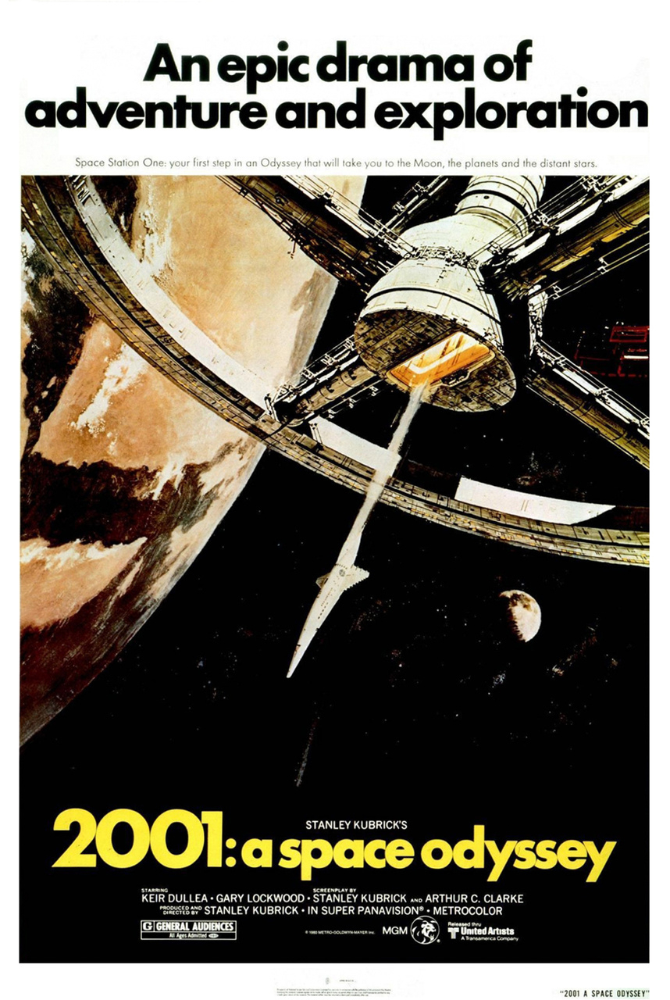 An epic drama of
adventure and exploration
Space Station One: your first step in an Odyssey that will take you to the Moon, the planets and the distant stars.
STANLEY KUBRICK'S
2001: a space odyssey
STARRING
KEIR DULLEA • GARY LOCKWOOD • SCREENPLAY BY STANLEY KUBRICK AND ARTHUR C. CLARKE
PRODUCED AND DIRECTED BY STANLEY KUBRICK • IN SUPER PANAVISION® • METROCOLOR
G GENERAL AUDIENCES
All Ages Admitted
© 1980 METRO-GOLDWYN-MAYER Inc.
MGM
Released thru
United Artists
A Transamerica Company
"2001 A SPACE ODYSSEY"